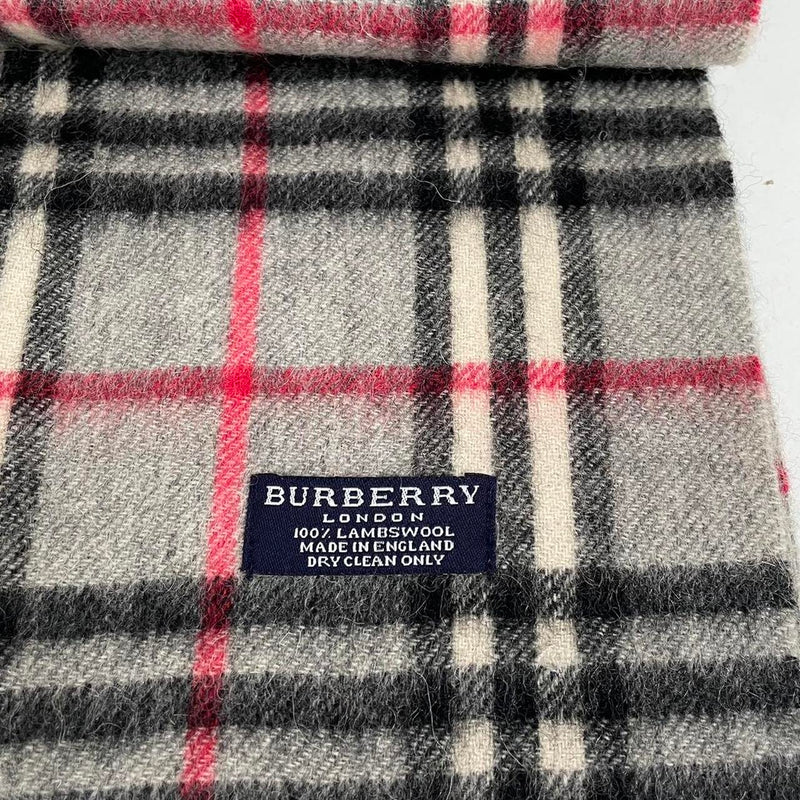 BURBERRY
LONDON
100% LAMBSWOOL
MADE IN ENGLAND
DRY CLEAN ONLY